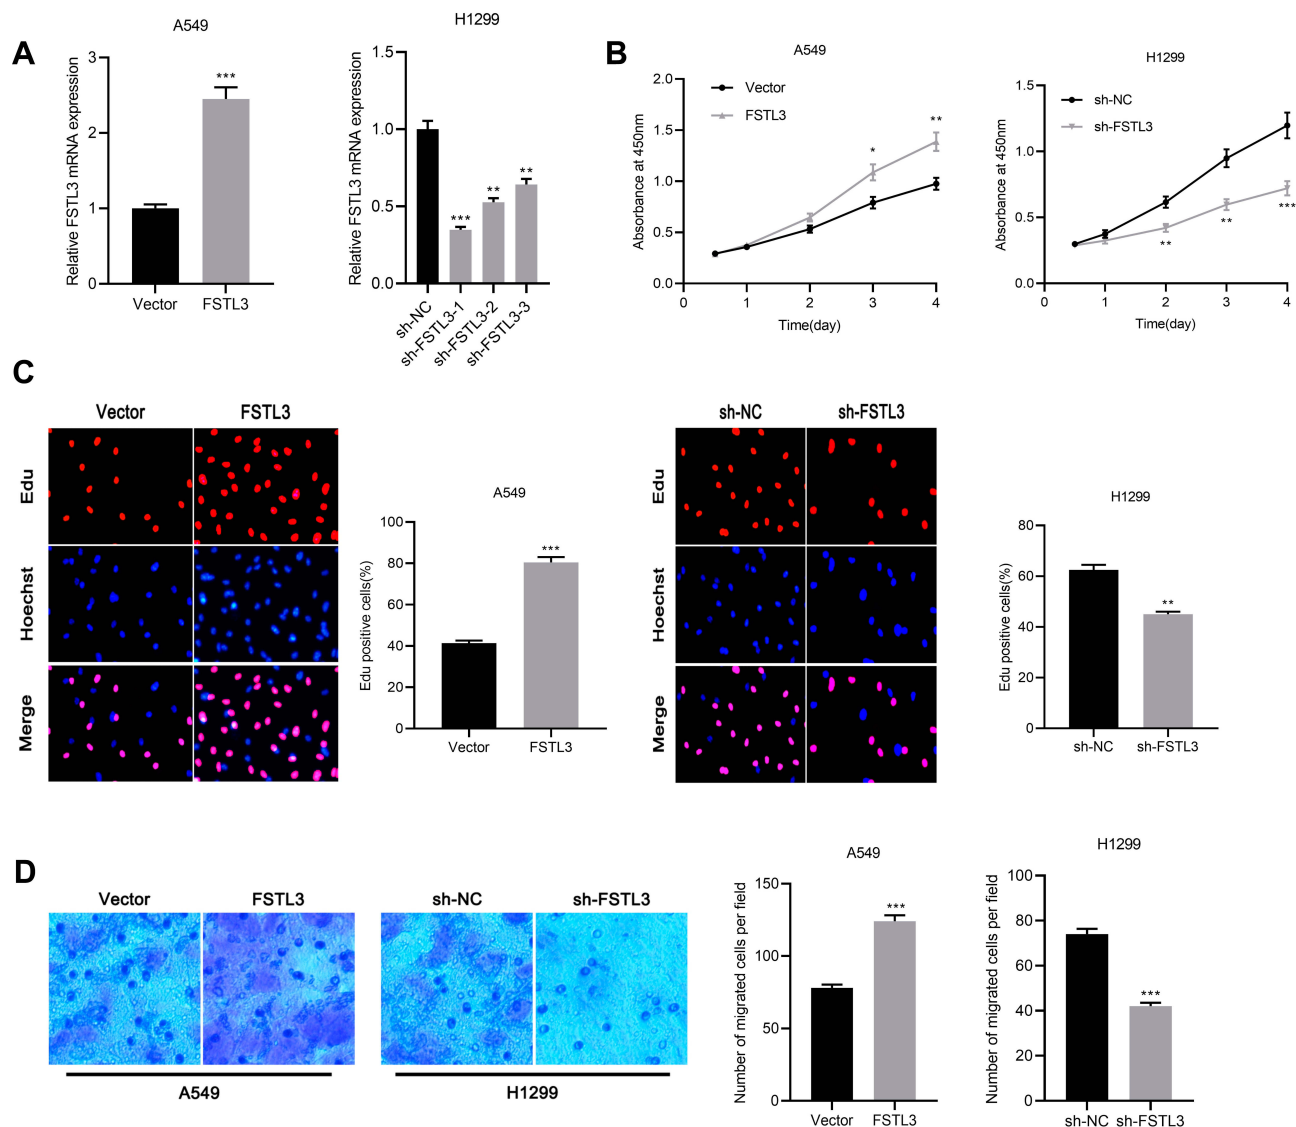 A
A549
Relative FSTL3 mRNA expression
3
2
1
0
***
Vector
FSTL3
H1299
Relative FSTL3 mRNA expression
1.5
1.0
0.5
0.0
***
**
**
sh-NC
sh-FSTL3-1
sh-FSTL3-2
sh-FSTL3-3
B
A549
Absorbance at 450nm
2.0
1.5
1.0
0.5
0.0
Vector
FSTL3
*
**
0 1 2 3 4
Time(day)
H1299
Absorbance at 450nm
1.5
1.0
0.5
0.0
sh-NC
sh-FSTL3
**
**
***
0 1 2 3 4
Time(day)
C
Vector FSTL3
Edu
Hoechst
Merge
A549
Edu positive cells(%)
100
80
60
40
20
0
***
Vector
FSTL3
sh-NC sh-FSTL3
Edu
Hoechst
Merge
H1299
Edu positive cells(%)
80
60
40
20
0
**
sh-NC
sh-FSTL3
D
Vector FSTL3
A549
sh-NC sh-FSTL3
H1299
A549
Number of migrated cells per field
150
100
50
0
***
Vector
FSTL3
H1299
Number of migrated cells per field
100
80
60
40
20
0
***
sh-NC
sh-FSTL3